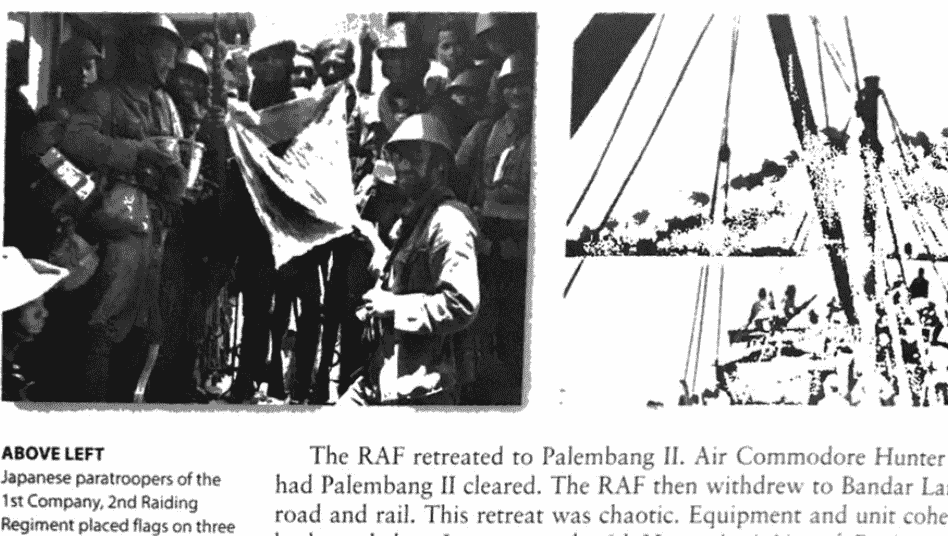 ABOVE LEFT
Japanese paratroopers of the
1st Company, 2nd Raiding
Regiment placed flags on three
The RAF retreated to Palembang II. Air Commodore Hunter
had Palembang II cleared. The RAF then withdrew to Bandar La
road and rail. This retreat was chaotic. Equipment and unit cohe